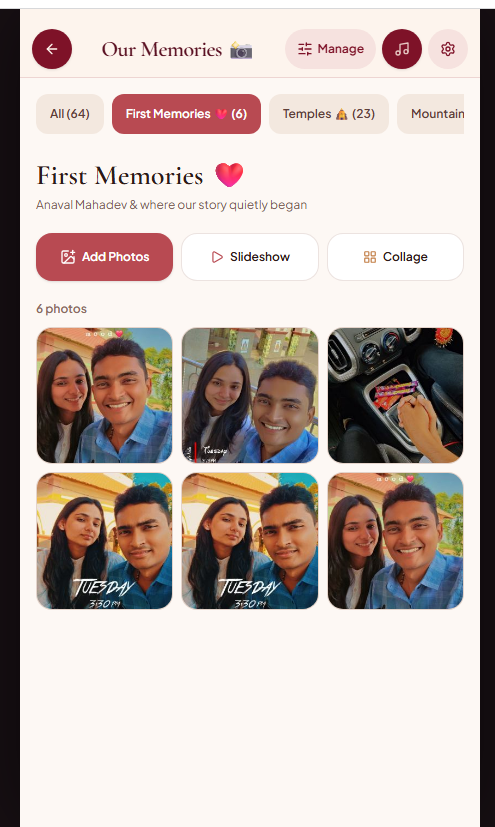 Our Memories 📸
Manage
All (64)
First Memories 💘 (6)
Temples 🛕 (23)
Mountain
First Memories ❤️
Anaval Mahadev & where our story quietly began
Add Photos
Slideshow
Collage
6 photos
Tuesday
TUESDAY
3:30 PM
TUESDAY
3:30 PM